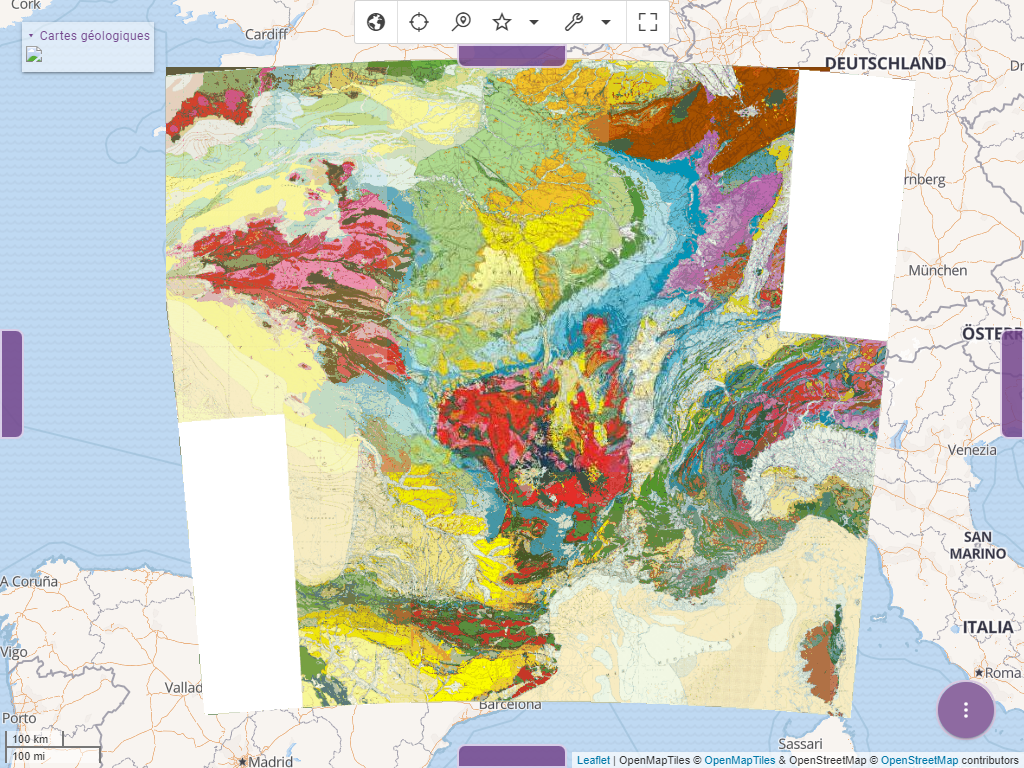 Cork
Cardiff
Cartes géologiques
DEUTSCHLAND
Dr
rnberg
München
ÖSTERR
Venezia
SAN
MARINO
A Coruña
ITALIA
Vigo
Vallad
Roma
Barcelona
Porto
100 km
100 mi
Madrid
Sassari
Leaflet | OpenMapTiles © OpenMapTiles & OpenStreetMap © OpenStreetMap contributors